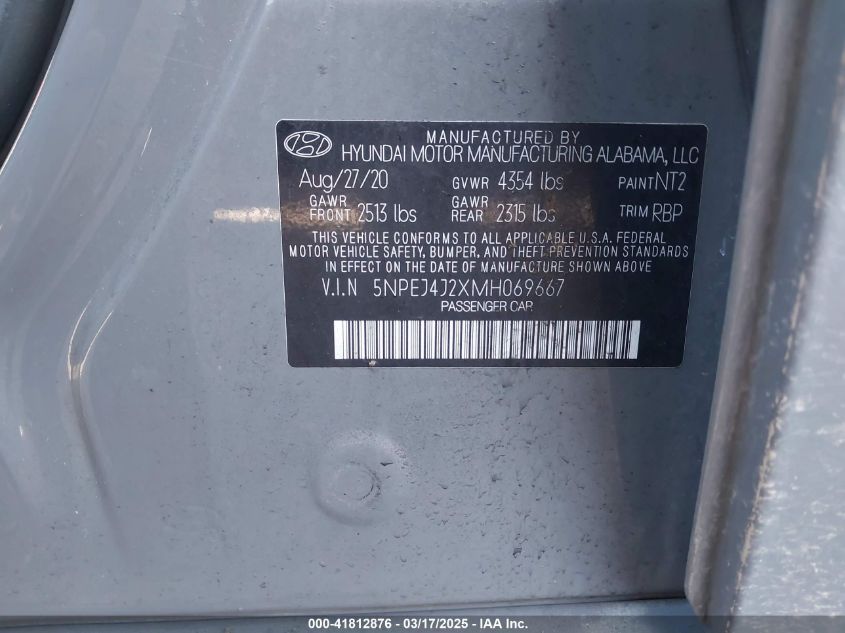 MANUFACTURED BY
HYUNDAI MOTOR MANUFACTURING ALABAMA, LLC
Aug/27/20 GVWR 4354 lbs PAINT NT2
GAWR FRONT 2513 lbs GAWR REAR 2315 lbs TRIM RBP
THIS VEHICLE CONFORMS TO ALL APPLICABLE U.S.A. FEDERAL
MOTOR VEHICLE SAFETY, BUMPER, AND THEFT PREVENTION STANDARDS
IN EFFECT ON THE DATE OF MANUFACTURE SHOWN ABOVE
V.I.N 5NPEJ4J2XMH069667
PASSENGER CAR
000-41812876 - 03/17/2025 - IAA Inc.